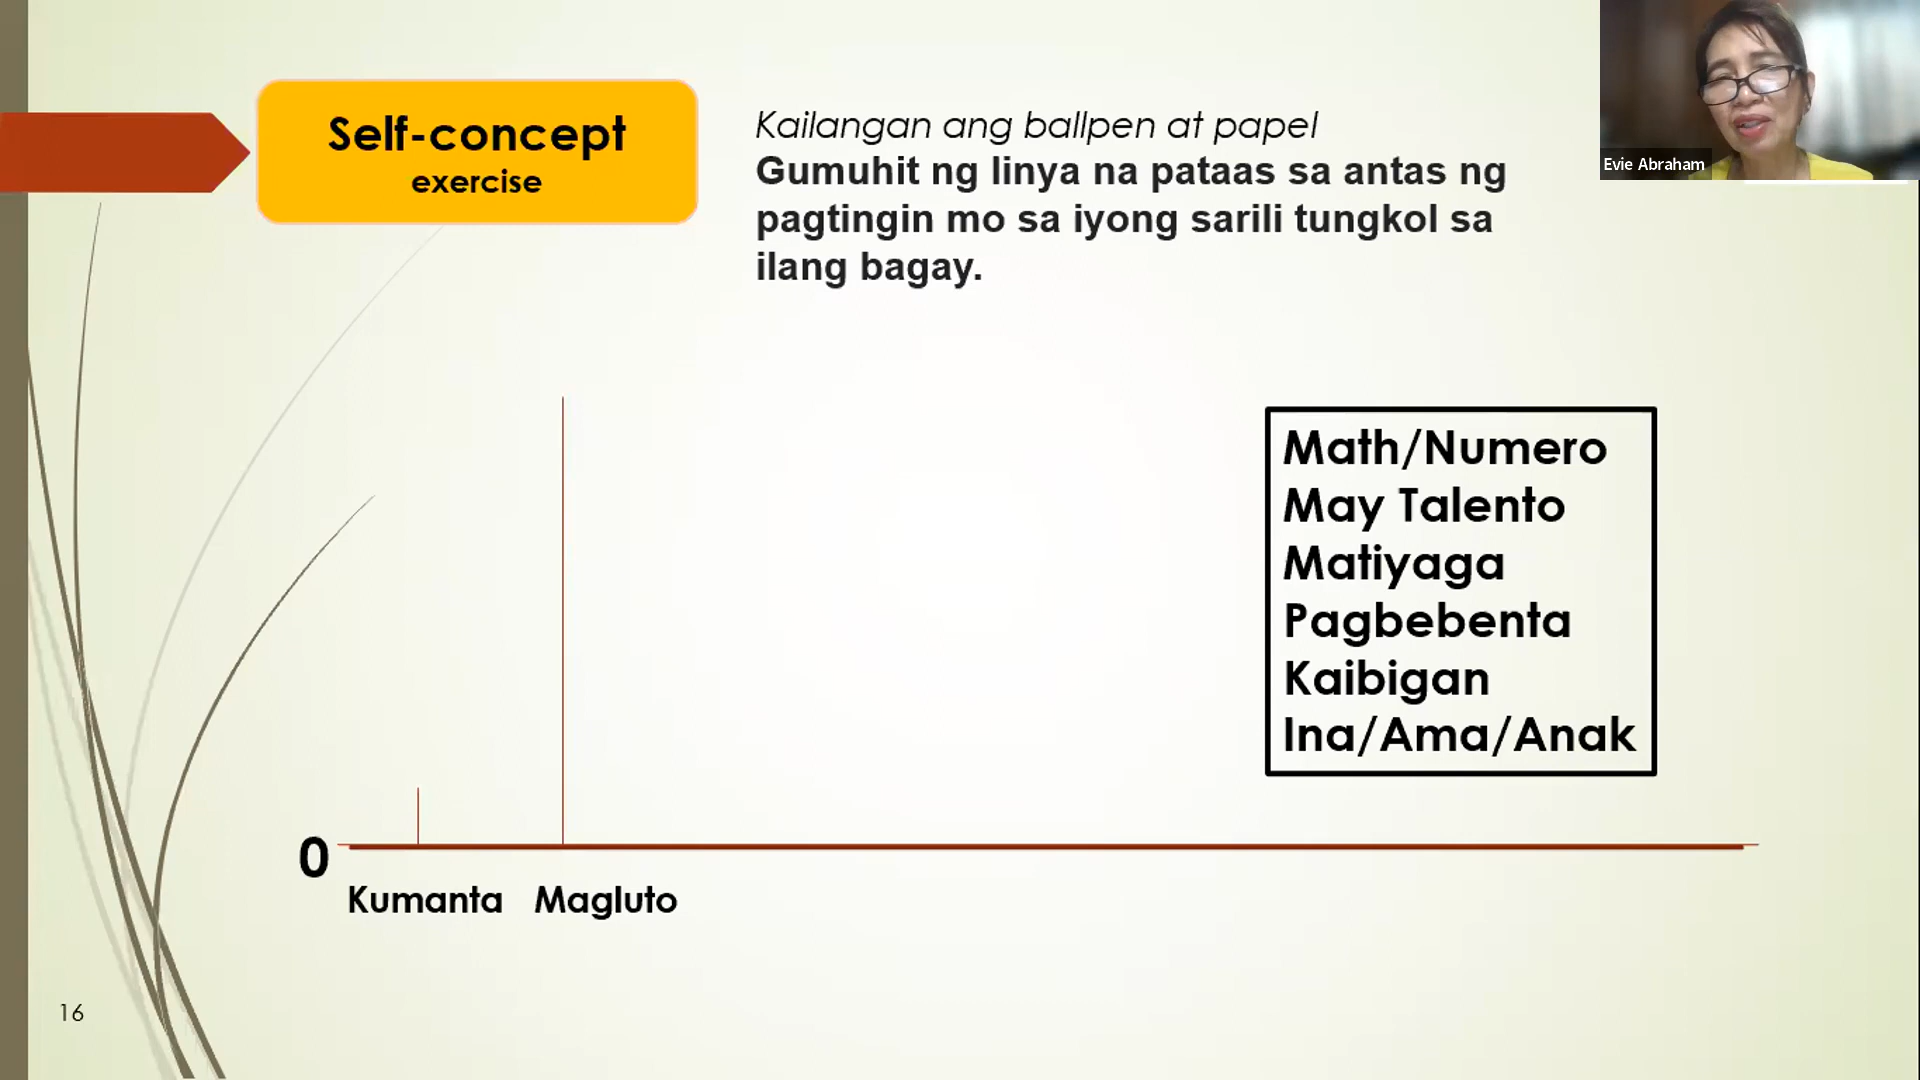 Self-concept
exercise
Kailangan ang ballpen at papel
Gumuhit ng linya na pataas sa antas ng
pagtingin mo sa iyong sarili tungkol sa
ilang bagay.
Evie Abraham
Math/Numero
May Talento
Matiyaga
Pagbebenta
Kaibigan
Ina/Ama/Anak
0
Kumanta Magluto
16